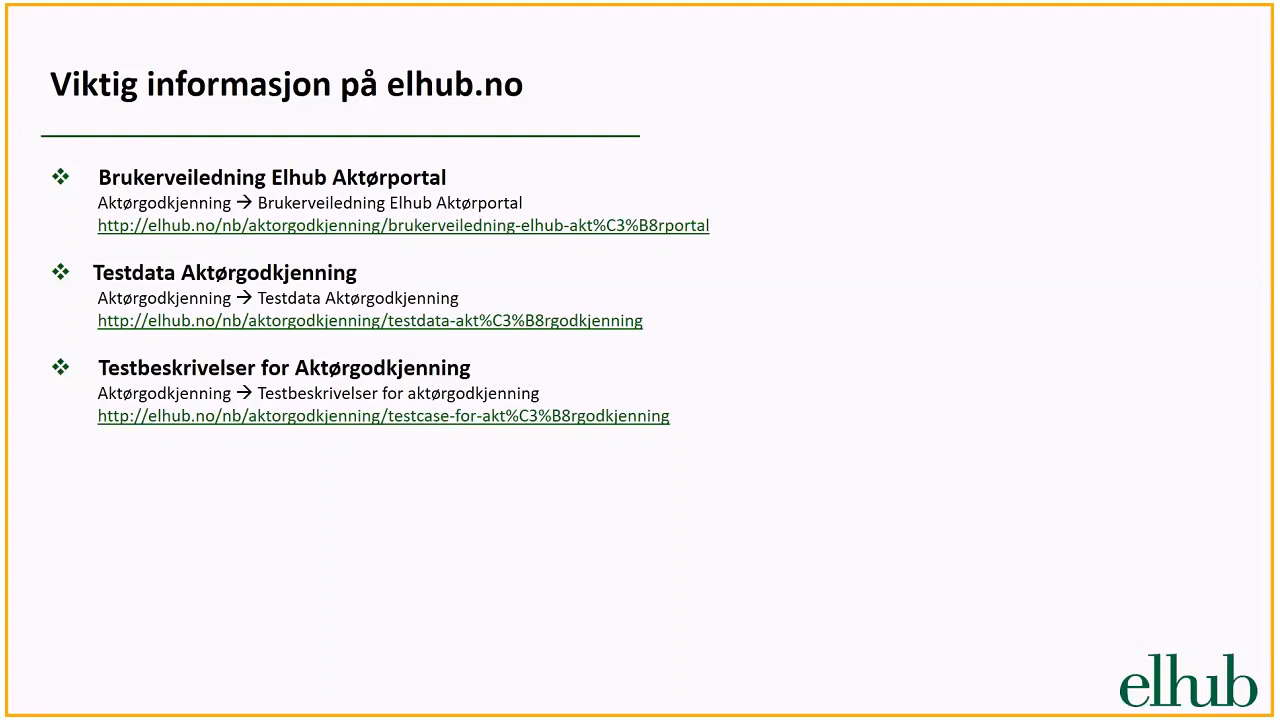 Viktig informasjon på elhub.no
❖ Brukerveiledning Elhub Aktørportal
Aktørgodkjenning → Brukerveiledning Elhub Aktørportal
http://elhub.no/nb/aktorgodkjenning/brukerveiledning-elhub-akt%C3%B8rportal
❖ Testdata Aktørgodkjenning
Aktørgodkjenning → Testdata Aktørgodkjenning
http://elhub.no/nb/aktorgodkjenning/testdata-akt%C3%B8rgodkjenning
❖ Testbeskrivelser for Aktørgodkjenning
Aktørgodkjenning → Testbeskrivelser for aktørgodkjenning
http://elhub.no/nb/aktorgodkjenning/testcase-for-akt%C3%B8rgodkjenning
elhub